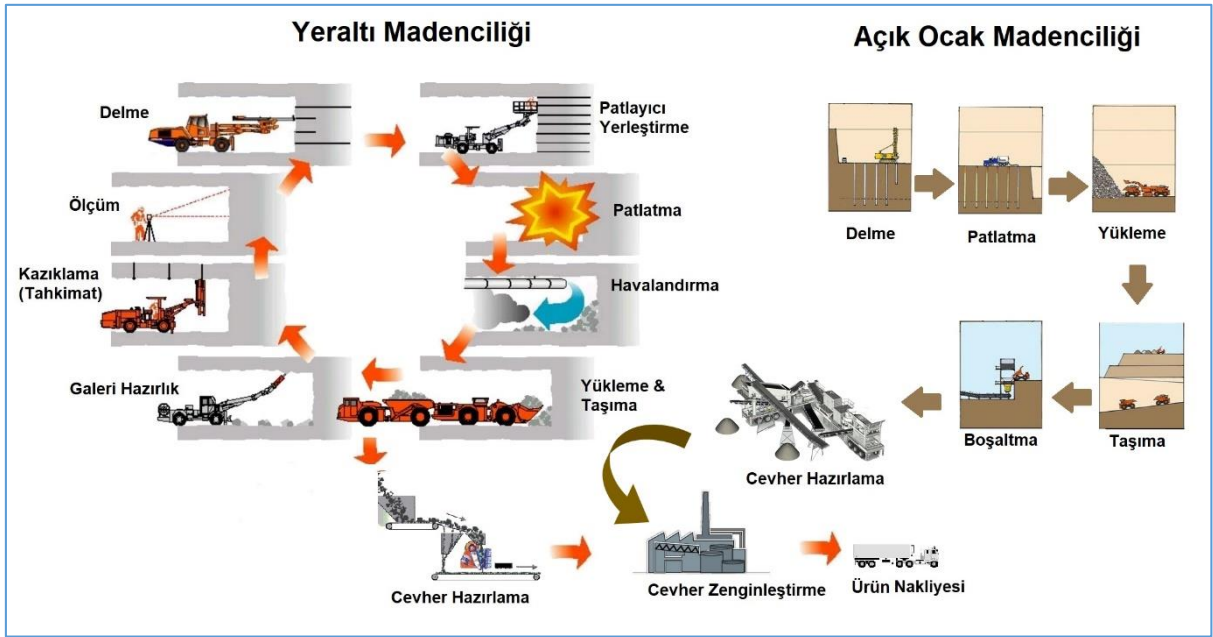 Yeraltı Madenciliği
Açık Ocak Madenciliği
Delme
Patlayıcı
Yerleştirme
Ölçüm
Patlatma
Kazıklama
(Tahkimat)
Havalandırma
Galeri Hazırlık
Yükleme &
Taşıma
Cevher Hazırlama
Delme
Patlatma
Yükleme
Boşaltma
Taşıma
Cevher Hazırlama
Cevher Zenginleştirme
Ürün Nakliyesi